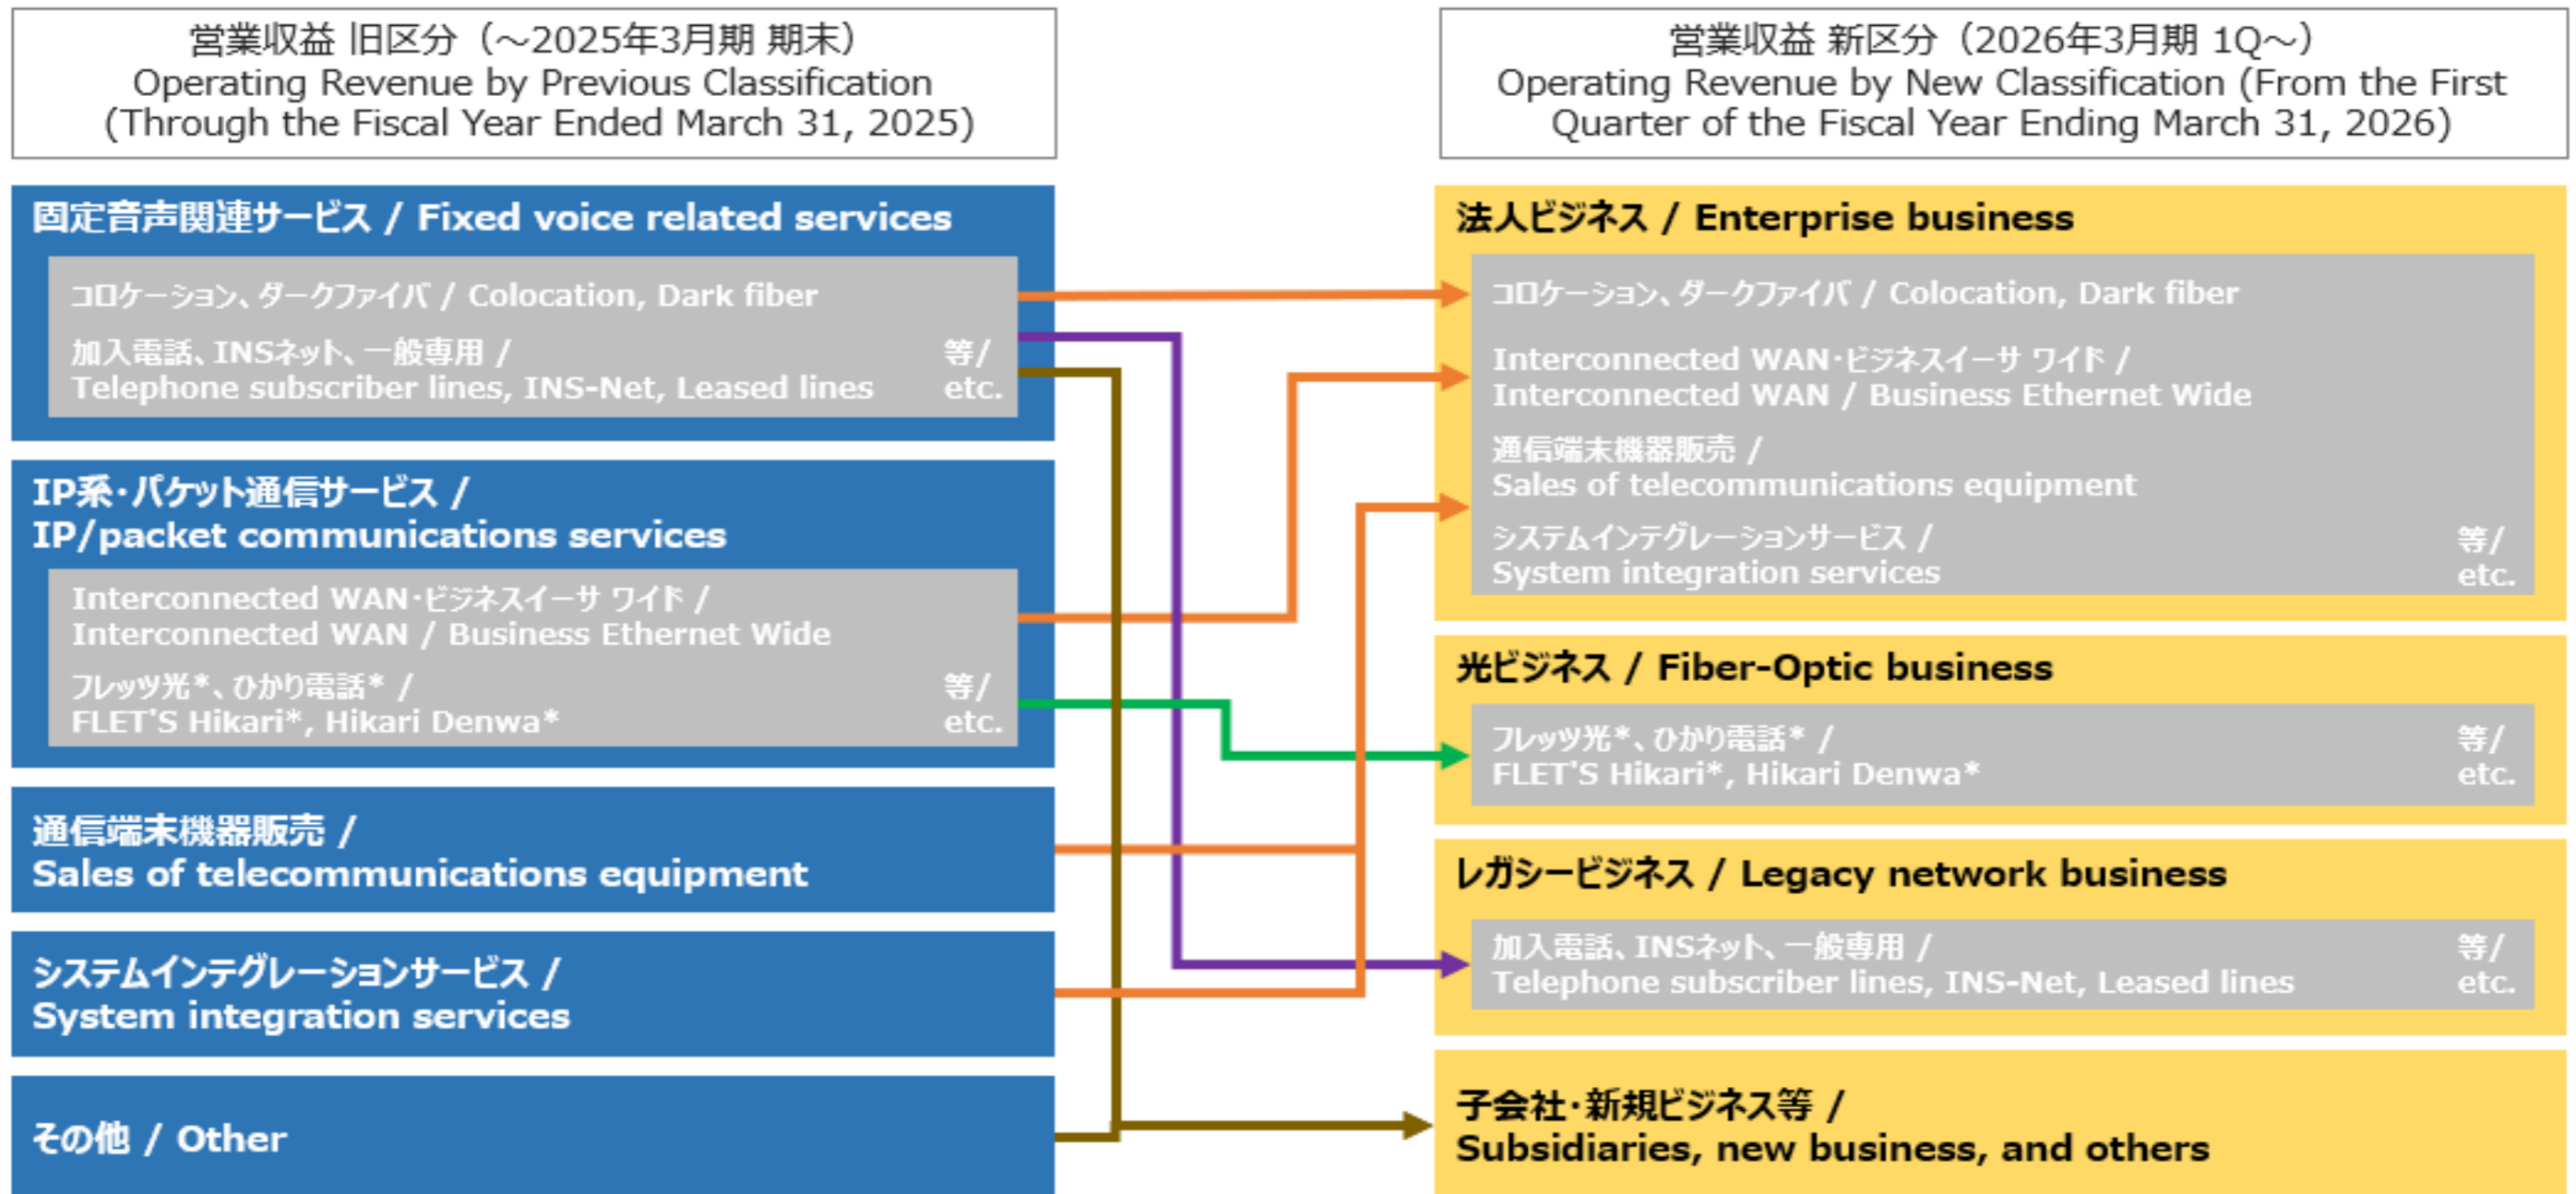 営業収益 旧区分（～2025年3月期 期末）
Operating Revenue by Previous Classification
(Through the Fiscal Year Ended March 31, 2025)
固定音声関連サービス / Fixed voice related services
コロケーション、ダークファイバ / Colocation, Dark fiber
加入電話、INSネット、一般専用 / 等/
Telephone subscriber lines, INS-Net, Leased lines etc.
IP系・パケット通信サービス /
IP/packet communications services
Interconnected WAN・ビジネスイーサ ワイド /
Interconnected WAN / Business Ethernet Wide
フレッツ光*、ひかり電話* / 等/
FLET'S Hikari*, Hikari Denwa* etc.
通信端末機器販売 /
Sales of telecommunications equipment
システムインテグレーションサービス /
System integration services
その他 / Other
営業収益 新区分（2026年3月期 1Q～）
Operating Revenue by New Classification (From the First
Quarter of the Fiscal Year Ending March 31, 2026)
法人ビジネス / Enterprise business
コロケーション、ダークファイバ / Colocation, Dark fiber
Interconnected WAN・ビジネスイーサ ワイド /
Interconnected WAN / Business Ethernet Wide
通信端末機器販売 /
Sales of telecommunications equipment
システムインテグレーションサービス / 等/
System integration services etc.
光ビジネス / Fiber-Optic business
フレッツ光*、ひかり電話* / 等/
FLET'S Hikari*, Hikari Denwa* etc.
レガシービジネス / Legacy network business
加入電話、INSネット、一般専用 / 等/
Telephone subscriber lines, INS-Net, Leased lines etc.
子会社・新規ビジネス等 /
Subsidiaries, new business, and others